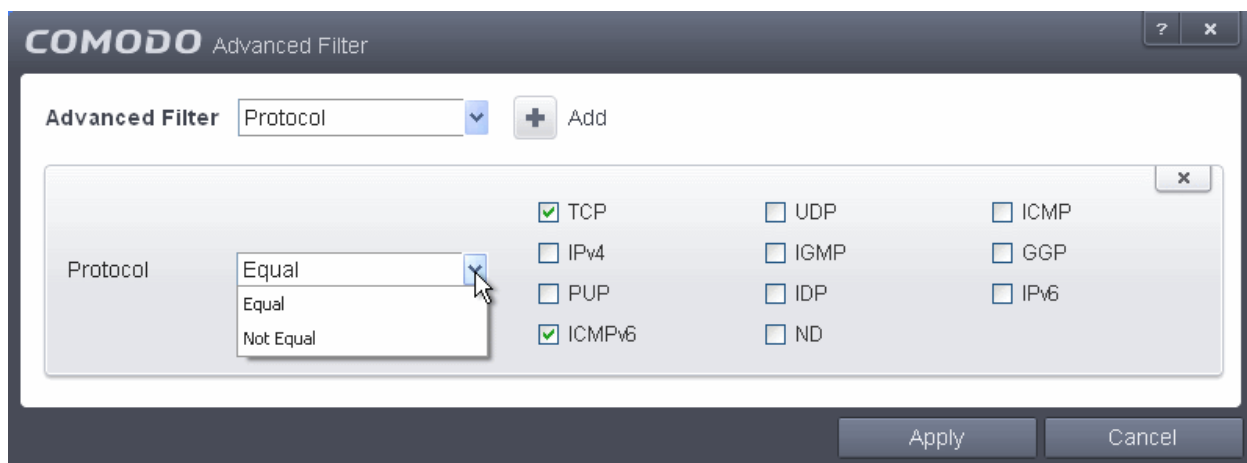 COMODO Advanced Filter
? x
Advanced Filter Protocol + Add
x
TCP UDP ICMP
IPv4 IGMP GGP
Protocol Equal
PUP IDP IPv6
Equal
Not Equal
ICMPv6 ND
Apply Cancel